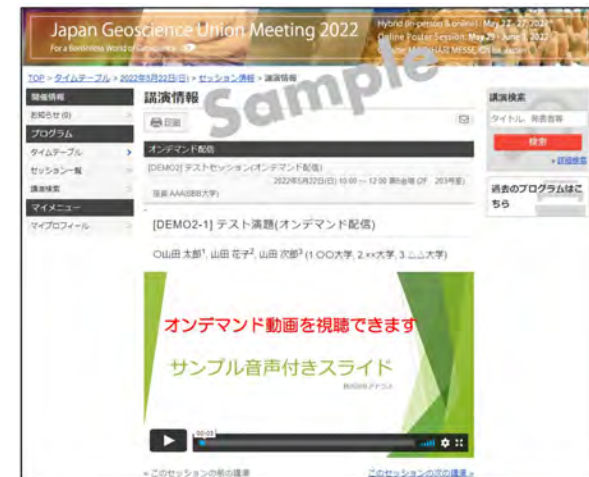 Japan Geoscience Union Meeting 2022
For a Borderless World of Geoscience
Hybrid (in-person & online) : May 22 - 27, 2022
Online Poster Session: May 29 - June 3, 2022
Sample
TOP > タイムテーブル > 2022年5月22日(日) > セッション情報 > 講演情報
開催情報
お知らせ (0)
プログラム
タイムテーブル
セッション一覧
講演検索
マイメニュー
マイプロフィール
講演情報
印刷
オンデマンド配信
[DEMO2] テストセッション(オンデマンド配信)
2022年5月22日(日) 10:00 〜 12:00
[DEMO2-1] テスト演題(オンデマンド配信)
○山田 太郎1, 山田 花子2, 山田 次郎3 (1.○○大学, 2.××大学, 3.△△大学)
オンデマンド動画を視聴できます
サンプル音声付きスライド
00:03
« このセッションの前の講演
このセッションの次の講演 »
講演検索
タイトル、発表者等
検索
» 詳細検索
過去のプログラムはこ
ちら